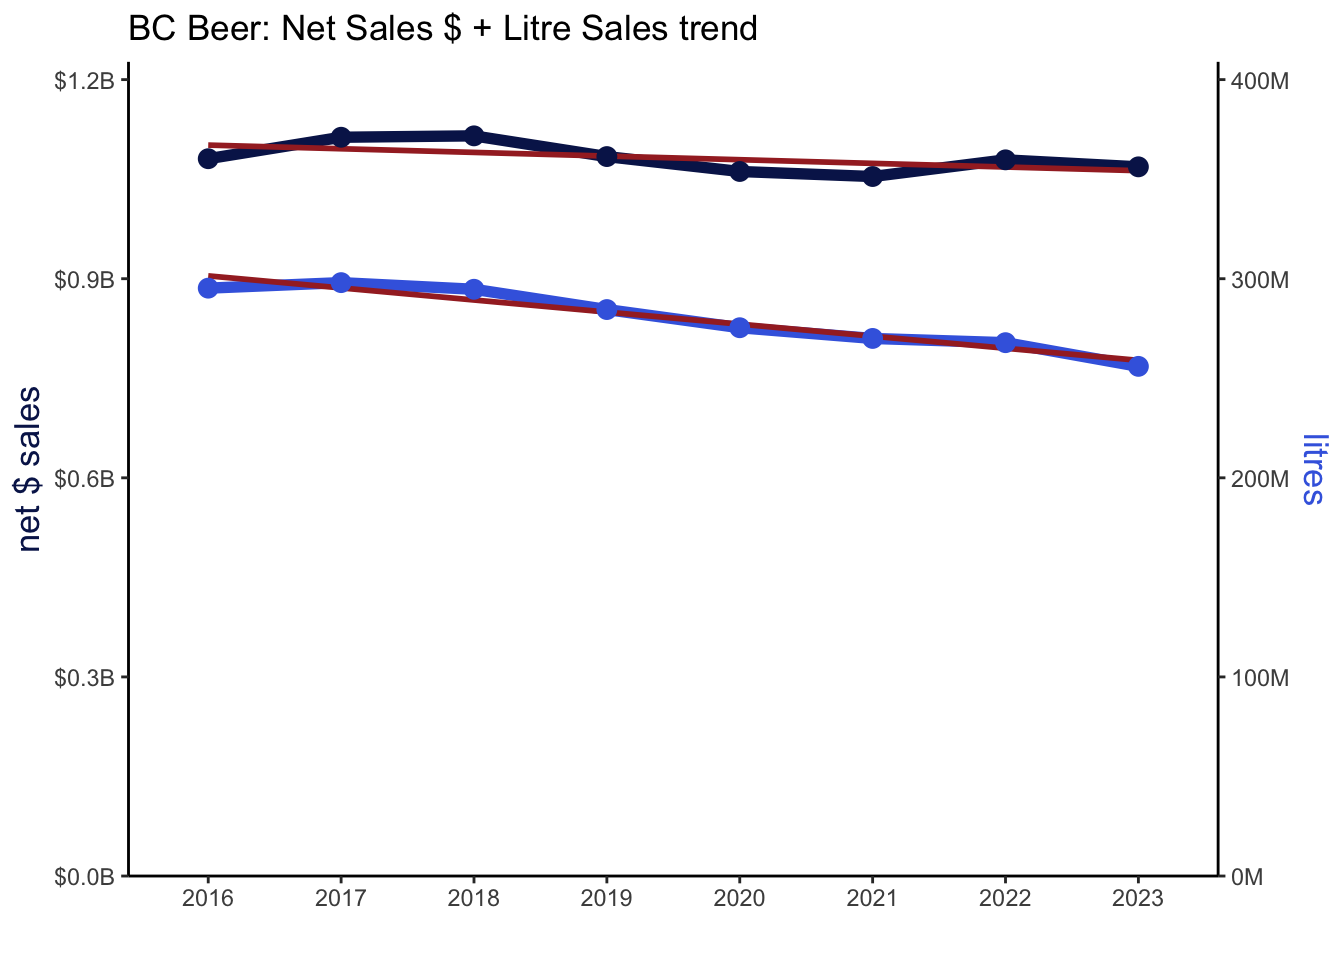 BC Beer: Net Sales $ + Litre Sales trend
$1.2B
$0.9B
$0.6B
$0.3B
$0.0B
net $ sales
400M
300M
200M
100M
0M
litres
2016 2017 2018 2019 2020 2021 2022 2023